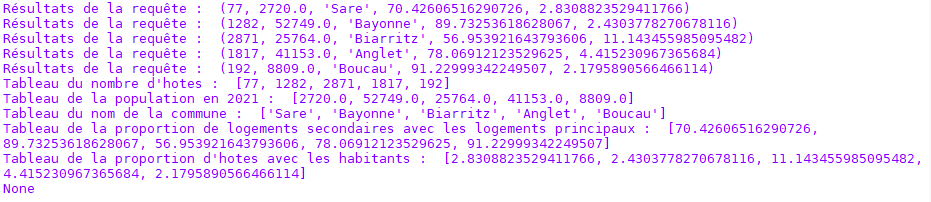 Résultats de la requête :  (77, 2720.0, 'Sare', 70.42606516290726, 2.8308823529411766)
Résultats de la requête :  (1282, 52749.0, 'Bayonne', 89.73253618628067, 2.4303778270678116)
Résultats de la requête :  (2871, 25764.0, 'Biarritz', 56.953921643793606, 11.143455985095482)
Résultats de la requête :  (1817, 41153.0, 'Anglet', 78.06912123529625, 4.415230967365684)
Résultats de la requête :  (192, 8809.0, 'Boucau', 91.22999342249507, 2.1795890566466114)
Tableau du nombre d'hotes :  [77, 1282, 2871, 1817, 192]
Tableau de la population en 2021 :  [2720.0, 52749.0, 25764.0, 41153.0, 8809.0]
Tableau du nom de la commune :  ['Sare', 'Bayonne', 'Biarritz', 'Anglet', 'Boucau']
Tableau de la proportion de logements secondaires avec les logements principaux :  [70.42606516290726,
89.73253618628067, 56.953921643793606, 78.06912123529625, 91.22999342249507]
Tableau de la proportion d'hotes avec les habitants :  [2.8308823529411766, 2.4303778270678116, 11.143455985095482,
4.415230967365684, 2.1795890566466114]
None